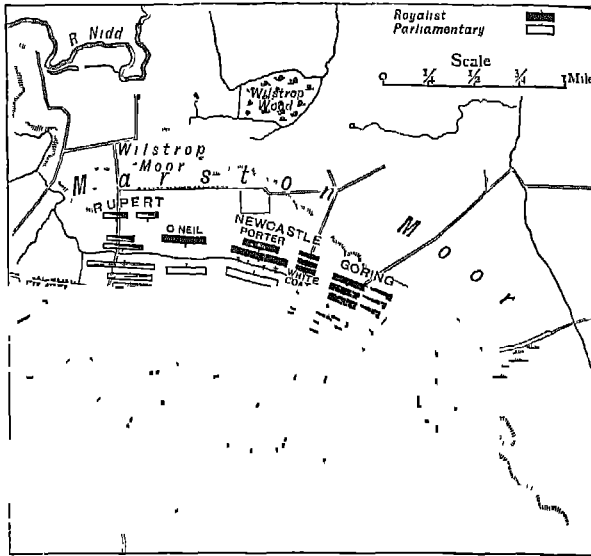 Royalist
Parliamentary
Scale
0 ¼ ½ ¾ 1 Mile
R Nidd
Wilstrop Wood
Wilstrop Moor
Marston Moor
RUPERT
O NEIL
NEWCASTLE
PORTER
WHITE COATS
GORING